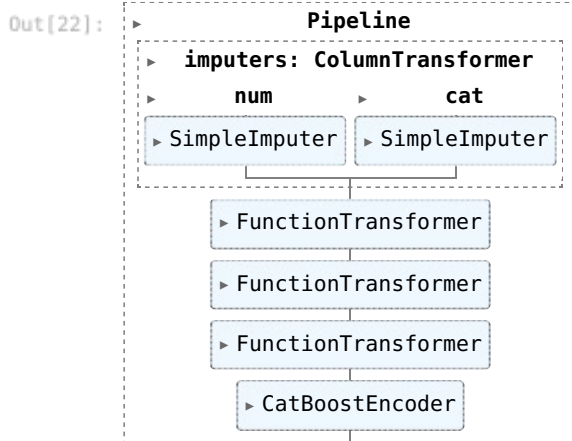 Out[22]:
Pipeline
imputers: ColumnTransformer
num cat
SimpleImputer SimpleImputer
FunctionTransformer
FunctionTransformer
FunctionTransformer
CatBoostEncoder